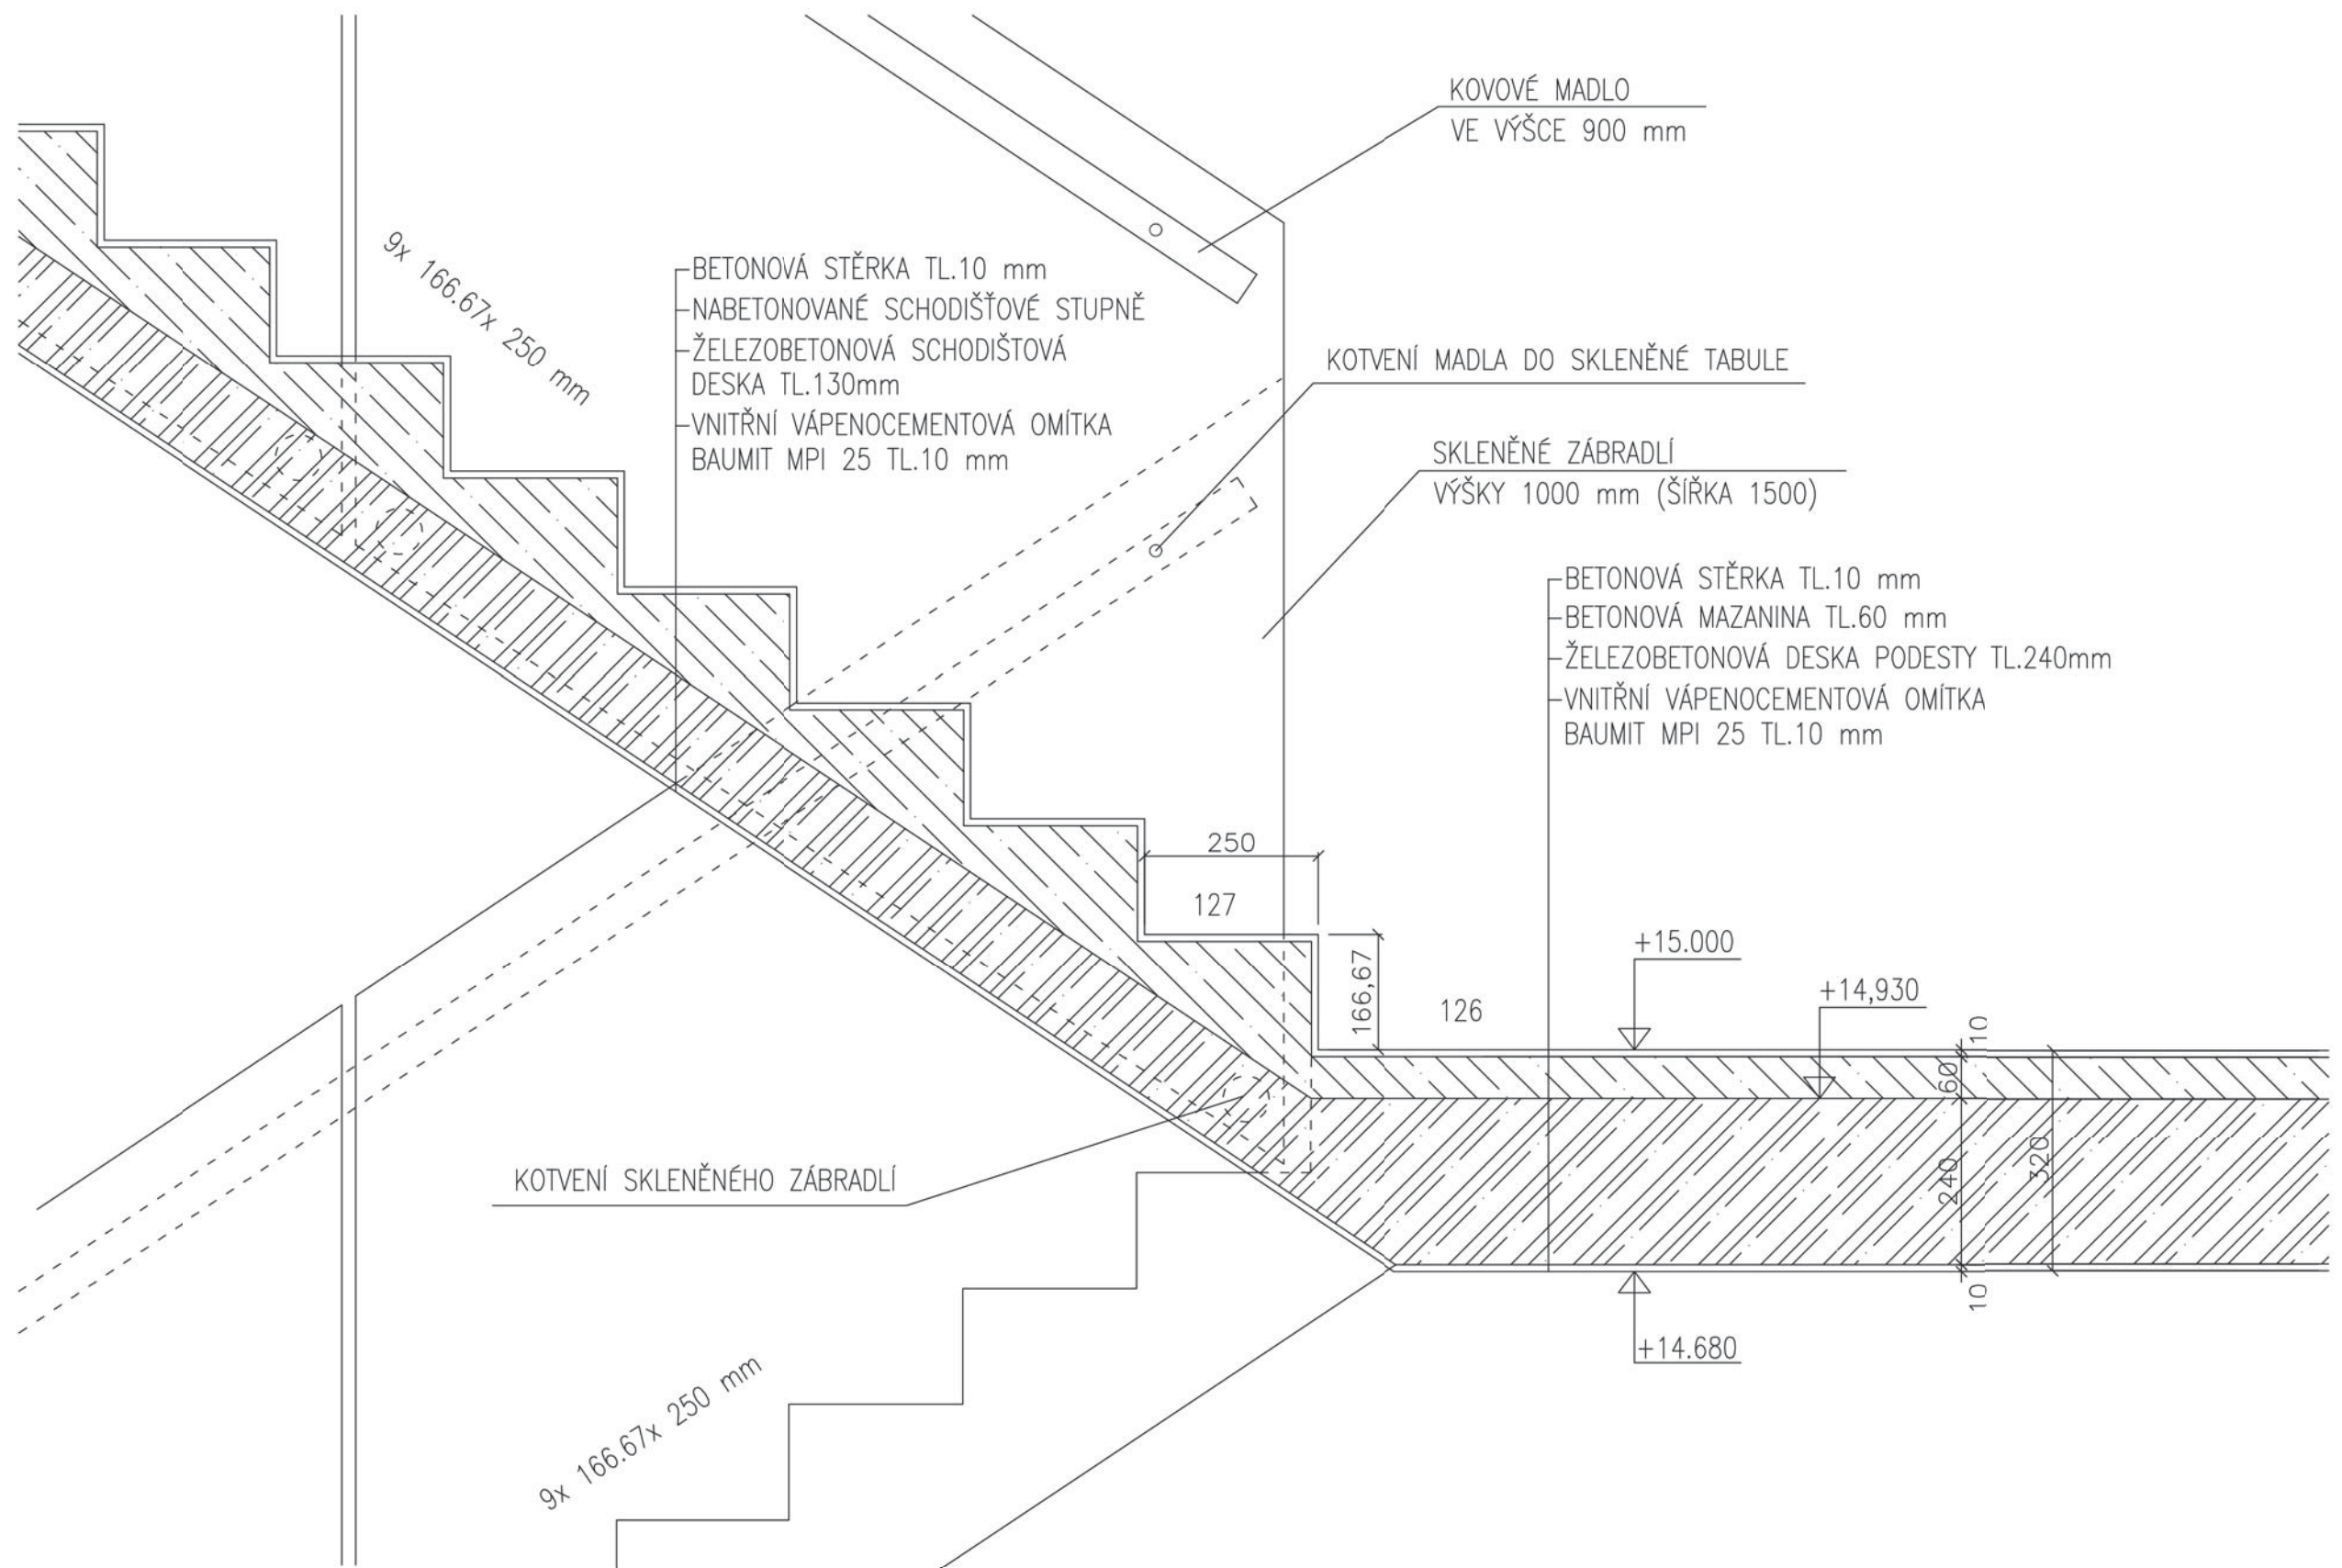 KOVOVÉ MADLO
VE VÝŠCE 900 mm
9x 166.67x 250 mm
BETONOVÁ STĚRKA TL.10 mm
NABETONOVANÉ SCHODIŠŤOVÉ STUPNĚ
ŽELEZOBETONOVÁ SCHODIŠTOVÁ
DESKA TL.130mm
VNITŘNÍ VÁPENOCEMENTOVÁ OMÍTKA
BAUMIT MPI 25 TL.10 mm
KOTVENÍ MADLA DO SKLENĚNÉ TABULE
SKLENĚNÉ ZÁBRADLÍ
VÝŠKY 1000 mm (ŠÍŘKA 1500)
BETONOVÁ STĚRKA TL.10 mm
BETONOVÁ MAZANINA TL.60 mm
ŽELEZOBETONOVÁ DESKA PODESTY TL.240mm
VNITŘNÍ VÁPENOCEMENTOVÁ OMÍTKA
BAUMIT MPI 25 TL.10 mm
250
127
166,67
126
+15.000
+14,930
10
60
240
320
10
KOTVENÍ SKLENĚNÉHO ZÁBRADLÍ
+14.680
9x 166.67x 250 mm